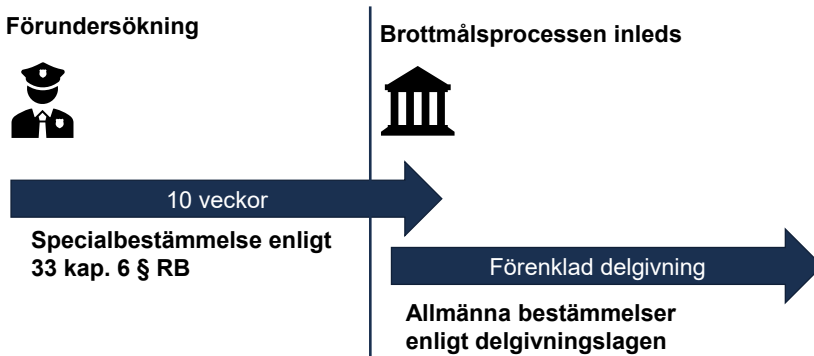 Förundersökning
Brottmålsprocessen inleds
10 veckor
Specialbestämmelse enligt
33 kap. 6 § RB
Förenklad delgivning
Allmänna bestämmelser
enligt delgivningslagen